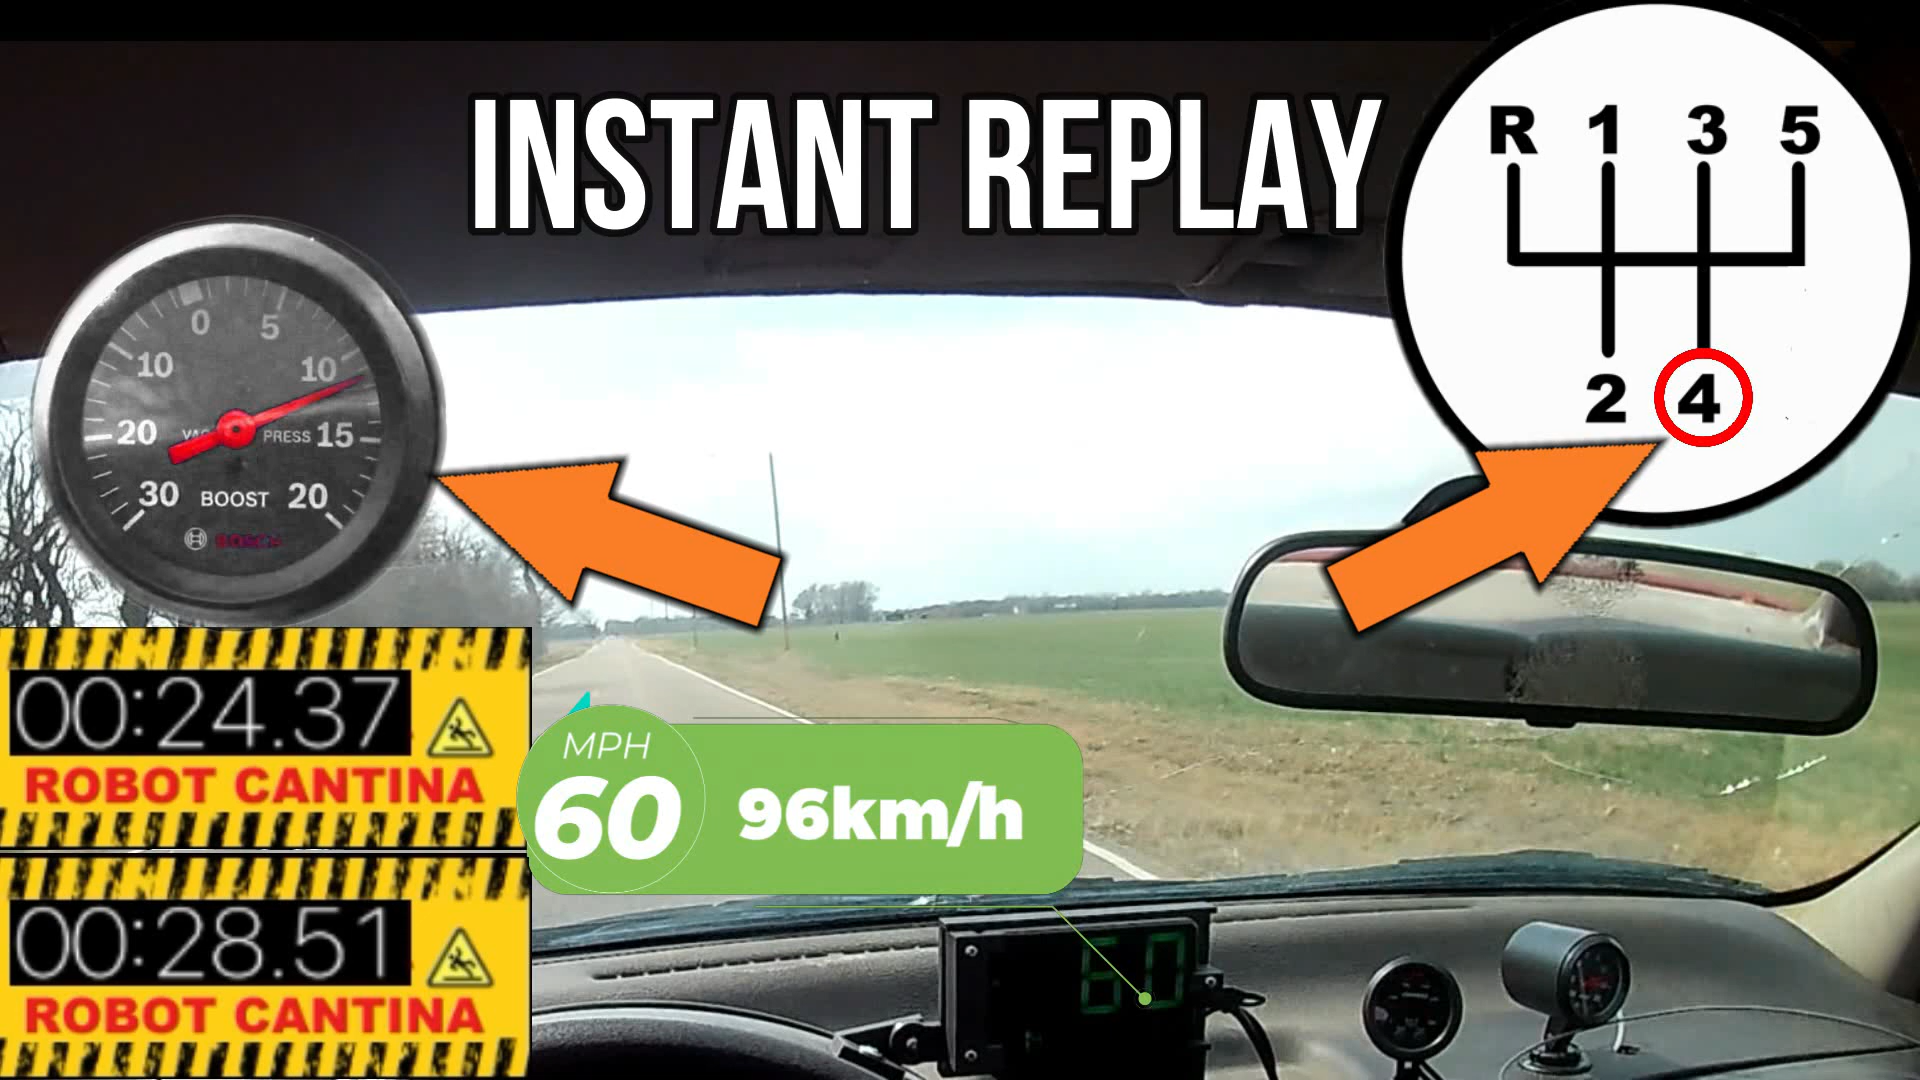 INSTANT REPLAY
R 1 3 5
2 4
0 5
10 10
20 VAC PRESS 15
30 BOOST 20
BOSCH
00:24.37
ROBOT CANTINA
MPH
60 96km/h
00:28.51
ROBOT CANTINA
60